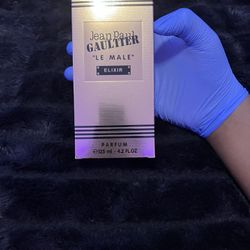 Jean Paul
GAULTIER
"LE MALE"
ELIXIR
PARFUM
℮125 ml - 4.2 FL.OZ